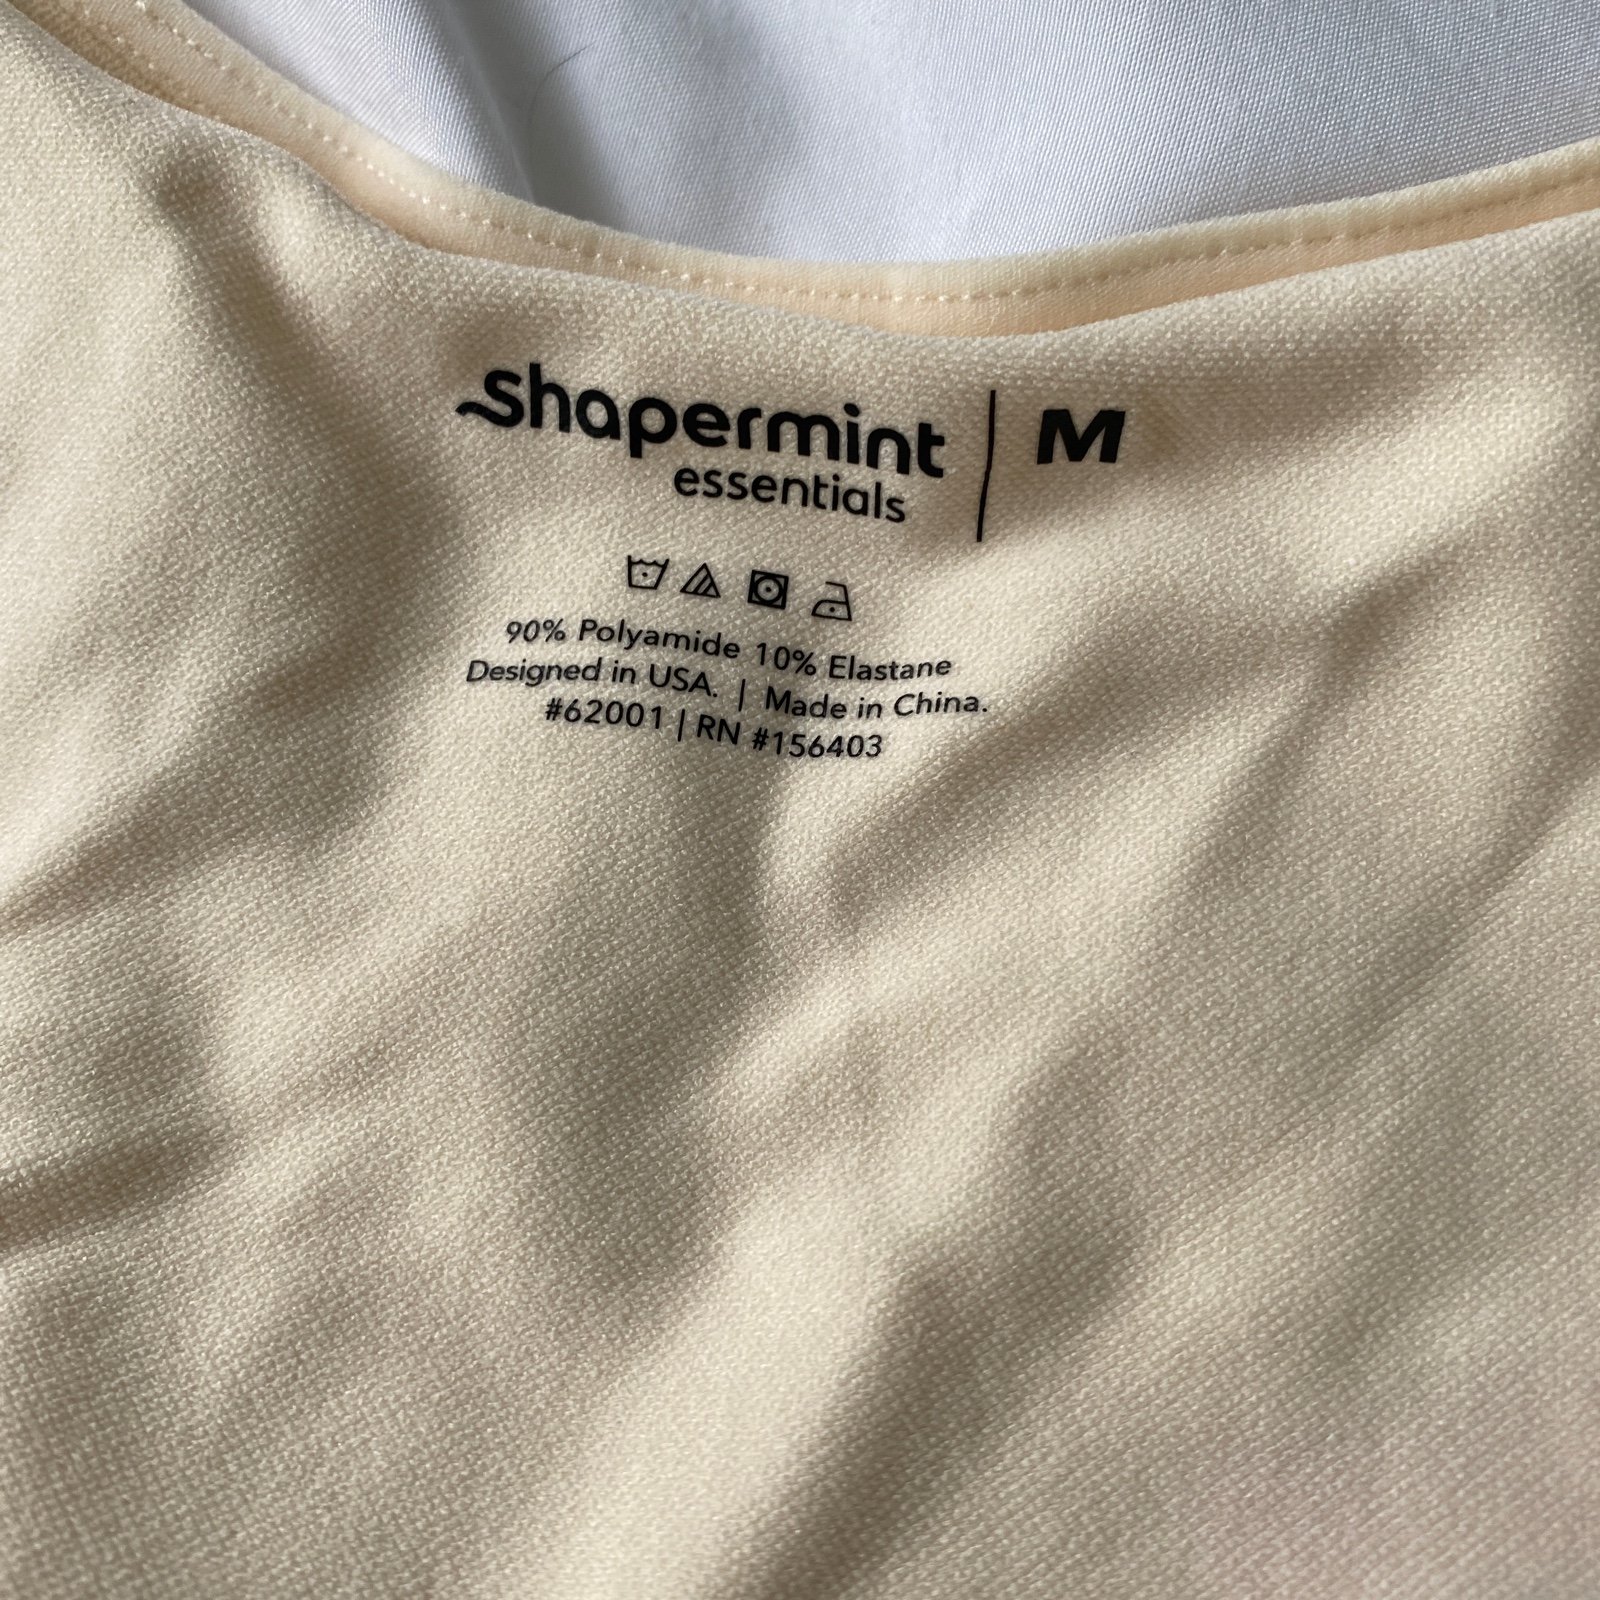 shapermint | M
essentials
90% Polyamide 10% Elastane
Designed in USA. | Made in China.
#62001 | RN #156403